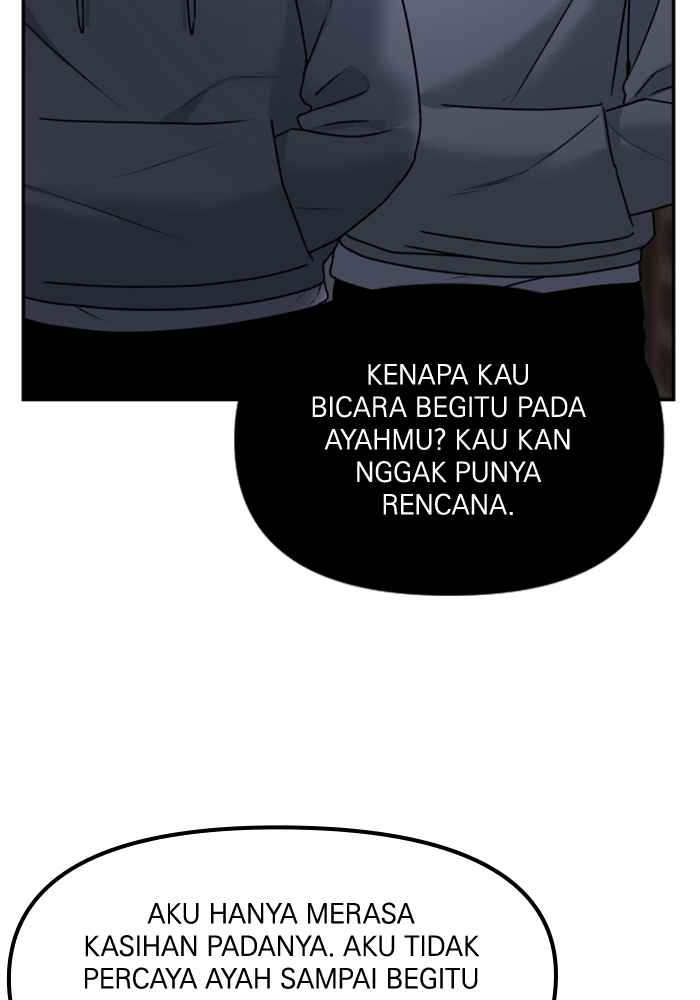 KENAPA KAU
BICARA BEGITU PADA
AYAHMU? KAU KAN
NGGAK PUNYA
RENCANA.
AKU HANYA MERASA
KASIHAN PADANYA. AKU TIDAK
PERCAYA AYAH SAMPAI BEGITU